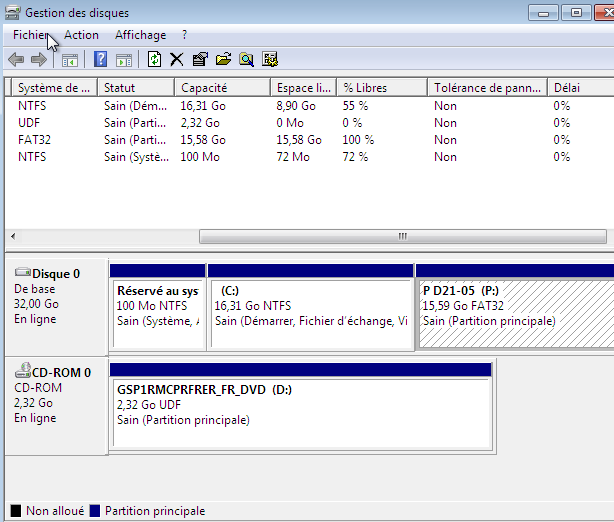 Gestion des disques
Fichier Action Affichage ?
Système de ... Statut Capacité Espace li... % Libres Tolérance de pann... Délai
NTFS Sain (Dém... 16,31 Go 8,90 Go 55 % Non 0%
UDF Sain (Parti... 2,32 Go 0 Mo 0 % Non 0%
FAT32 Sain (Parti... 15,58 Go 15,58 Go 100 % Non 0%
NTFS Sain (Systè... 100 Mo 72 Mo 72 % Non 0%
Disque 0
De base
32,00 Go
En ligne
Réservé au sys
100 Mo NTFS
Sain (Système, A
(C:)
16,31 Go NTFS
Sain (Démarrer, Fichier d'échange, Vi
P D21-05 (P:)
15,59 Go FAT32
Sain (Partition principale)
CD-ROM 0
CD-ROM
2,32 Go
En ligne
GSP1RMCPRFRER_FR_DVD (D:)
2,32 Go UDF
Sain (Partition principale)
Non alloué Partition principale